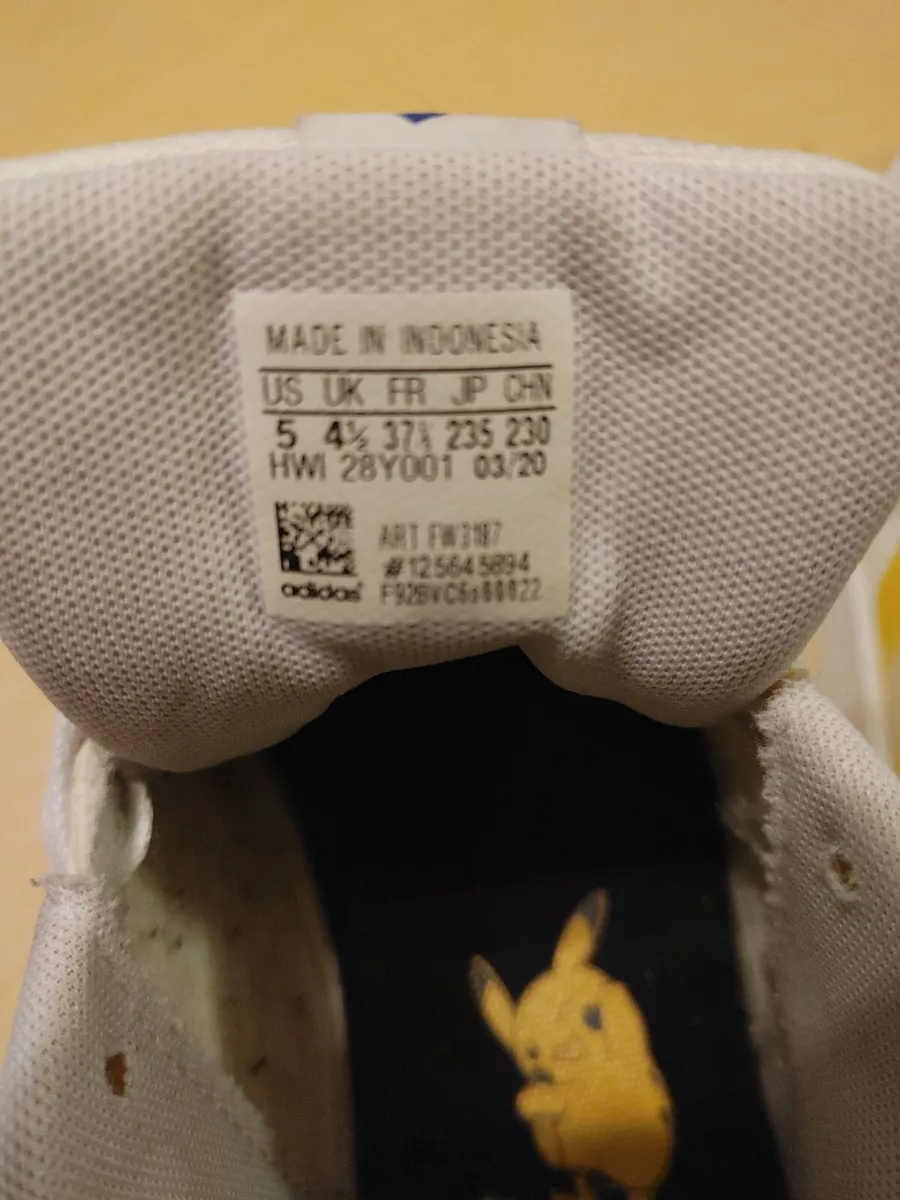 MADE IN INDONESIA
US UK FR JP CHN
5 4½ 37⅓ 235 230
HWI 28Y001 03/20
ART FW3187
#125645894
adidas